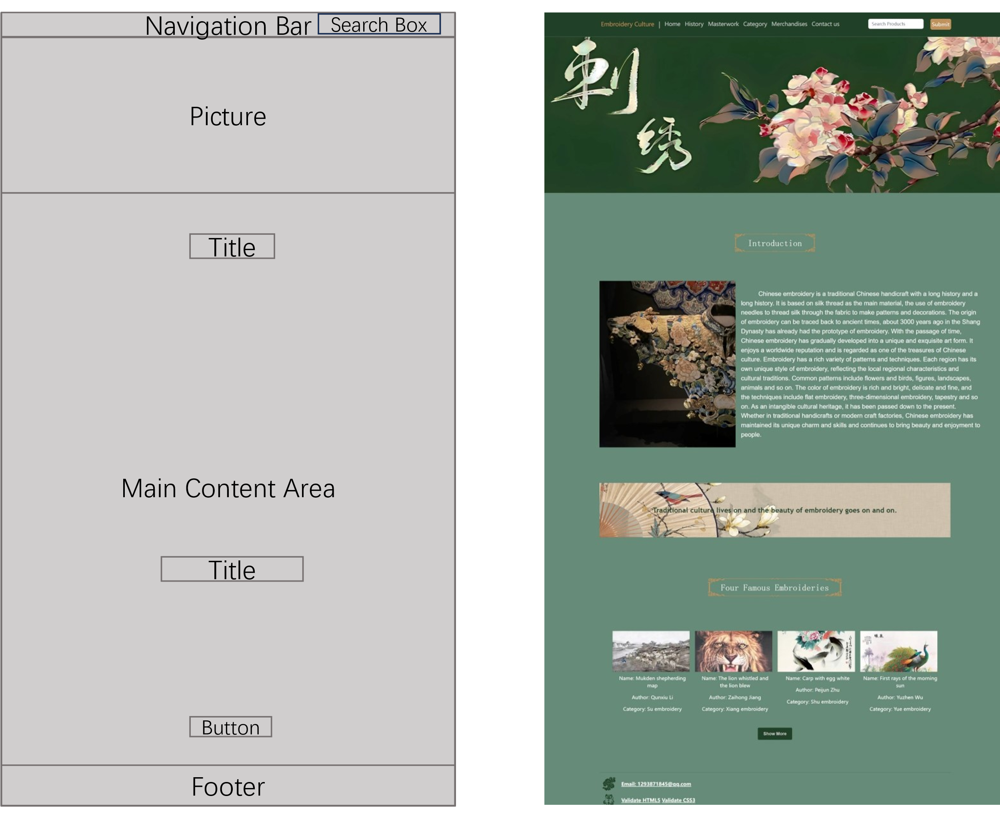 Navigation Bar
Search Box
Picture
Title
Main Content Area
Title
Button
Footer
Embroidery Culture | Home History Masterwork Category Merchandises Contact us
Search Products
Submit
刺
绣
Introduction
Chinese embroidery is a traditional Chinese handicraft with a long history and a
long history. It is based on silk thread as the main material, the use of embroidery
needles to thread silk through the fabric to make patterns and decorations. The origin
of embroidery can be traced back to ancient times, about 3000 years ago in the Shang
Dynasty has already had the prototype of embroidery. With the passage of time,
Chinese embroidery has gradually developed into a unique and exquisite art form. It
enjoys a worldwide reputation and is regarded as one of the treasures of Chinese
culture. Embroidery has a rich variety of patterns and techniques. Each region has its
own unique style of embroidery, reflecting the local regional characteristics and
cultural traditions. Common patterns include flowers and birds, figures, landscapes,
animals and so on. The color of embroidery is rich and bright, delicate and fine, and
the techniques include flat embroidery, three-dimensional embroidery, tapestry and so
on. As an intangible cultural heritage, it has been passed down to the present.
Whether in traditional handicrafts or modern craft factories, Chinese embroidery has
maintained its unique charm and skills and continues to bring beauty and enjoyment to
people.
Traditional culture lives on and the beauty of embroidery goes on and on.
Four Famous Embroideries
Name: Mukden shepherding
map
Author: Qunxiu Li
Category: Su embroidery
Name: The lion whistled and
the lion blew
Author: Zaihong Jiang
Category: Xiang embroidery
Name: Carp with egg white
Author: Peijun Zhu
Category: Shu embroidery
Name: First rays of the morning
sun
Author: Yuzhen Wu
Category: Yue embroidery
Show More
Email: 1293871845@qq.com
Validate HTML5 Validate CSS3